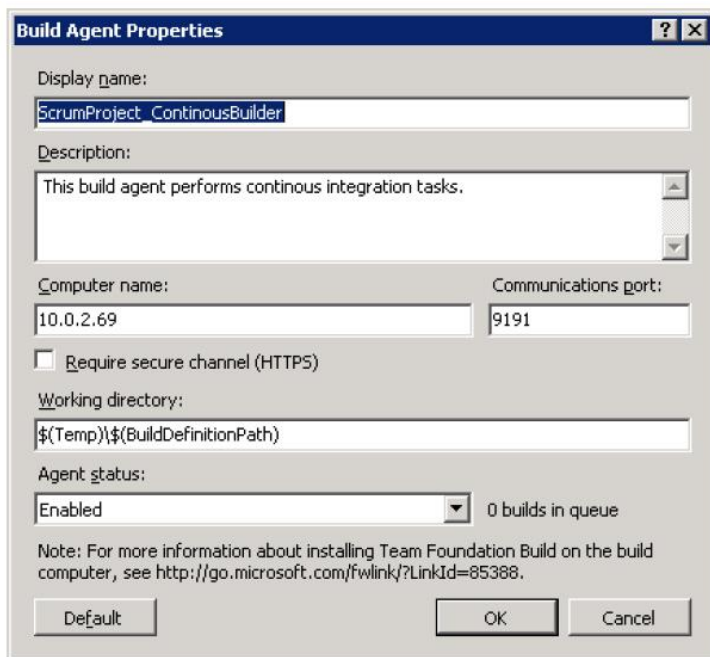 Build Agent Properties
Display name:
ScrumProject_ContinousBuilder
Description:
This build agent performs continous integration tasks.
Computer name:
Communications port:
10.0.2.69
9191
Require secure channel (HTTPS)
Working directory:
$(Temp)\$(BuildDefinitionPath)
Agent status:
Enabled
0 builds in queue
Note: For more information about installing Team Foundation Build on the build
computer, see http://go.microsoft.com/fwlink/?LinkId=85388.
Default
OK
Cancel